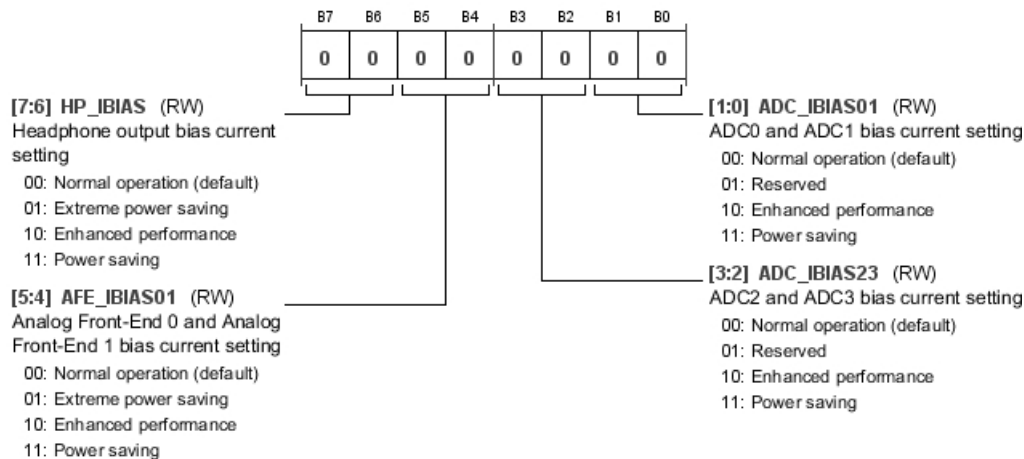 B7 B6 B5 B4 B3 B2 B1 B0
0 0 0 0 0 0 0 0
[7:6] HP_IBIAS (RW)
Headphone output bias current
setting
00: Normal operation (default)
01: Extreme power saving
10: Enhanced performance
11: Power saving
[5:4] AFE_IBIAS01 (RW)
Analog Front-End 0 and Analog
Front-End 1 bias current setting
00: Normal operation (default)
01: Extreme power saving
10: Enhanced performance
11: Power saving
[1:0] ADC_IBIAS01 (RW)
ADC0 and ADC1 bias current setting
00: Normal operation (default)
01: Reserved
10: Enhanced performance
11: Power saving
[3:2] ADC_IBIAS23 (RW)
ADC2 and ADC3 bias current setting
00: Normal operation (default)
01: Reserved
10: Enhanced performance
11: Power saving